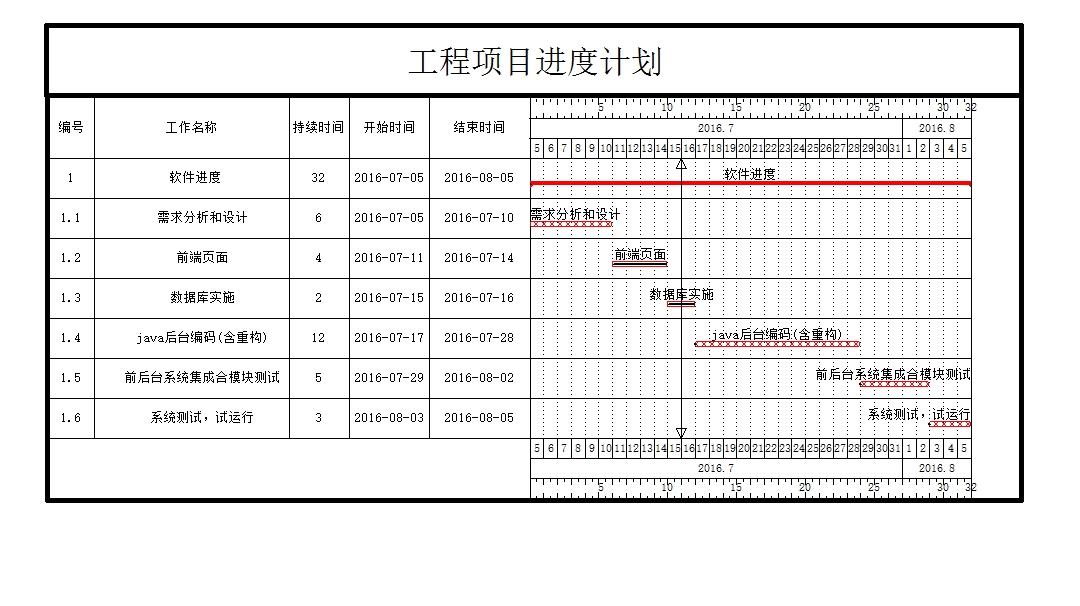 工程项目进度计划
5 10 15 20 25 30 32
编号 工作名称 持续时间 开始时间 结束时间 2016.7 2016.8
5 6 7 8 9 10 11 12 13 14 15 16 17 18 19 20 21 22 23 24 25 26 27 28 29 30 31 1 2 3 4 5
1 软件进度 32 2016-07-05 2016-08-05 软件进度
1.1 需求分析和设计 6 2016-07-05 2016-07-10 需求分析和设计
1.2 前端页面 4 2016-07-11 2016-07-14 前端页面
1.3 数据库实施 2 2016-07-15 2016-07-16 数据库实施
1.4 java后台编码(含重构) 12 2016-07-17 2016-07-28 java后台编码(含重构)
1.5 前后台系统集成合模块测试 5 2016-07-29 2016-08-02 前后台系统集成合模块测试
1.6 系统测试，试运行 3 2016-08-03 2016-08-05 系统测试，试运行
5 6 7 8 9 10 11 12 13 14 15 16 17 18 19 20 21 22 23 24 25 26 27 28 29 30 31 1 2 3 4 5
2016.7 2016.8
5 10 15 20 25 30 32